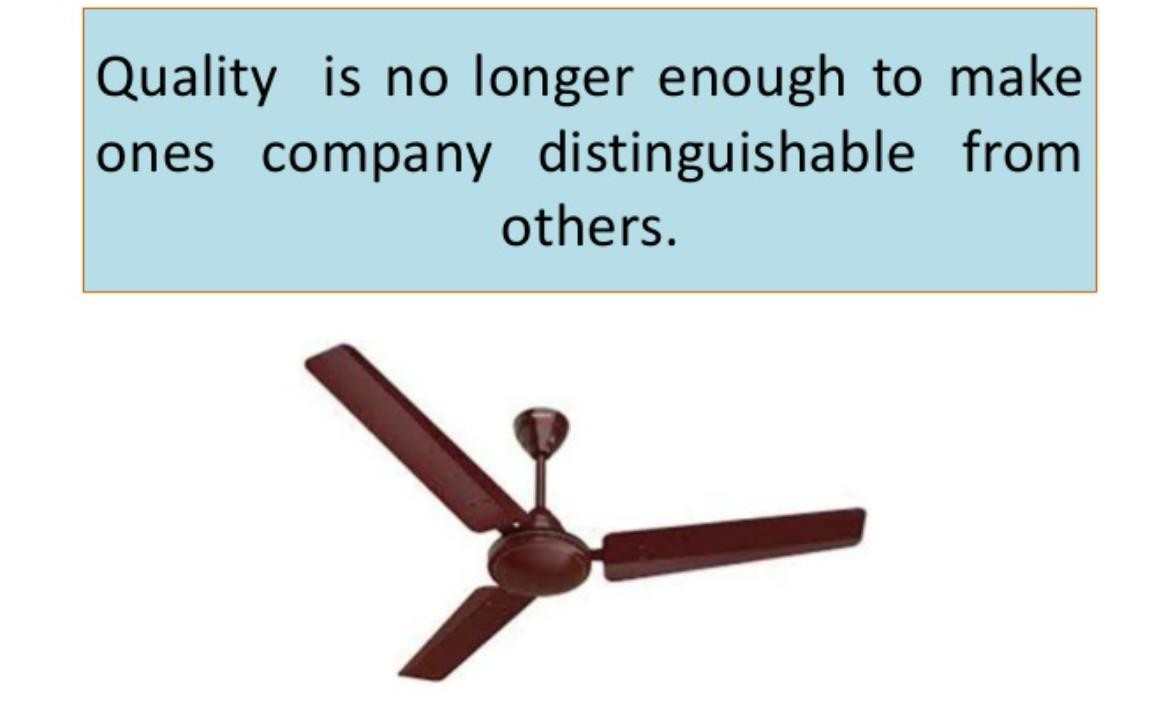 Quality is no longer enough to make
ones company distinguishable from
others.